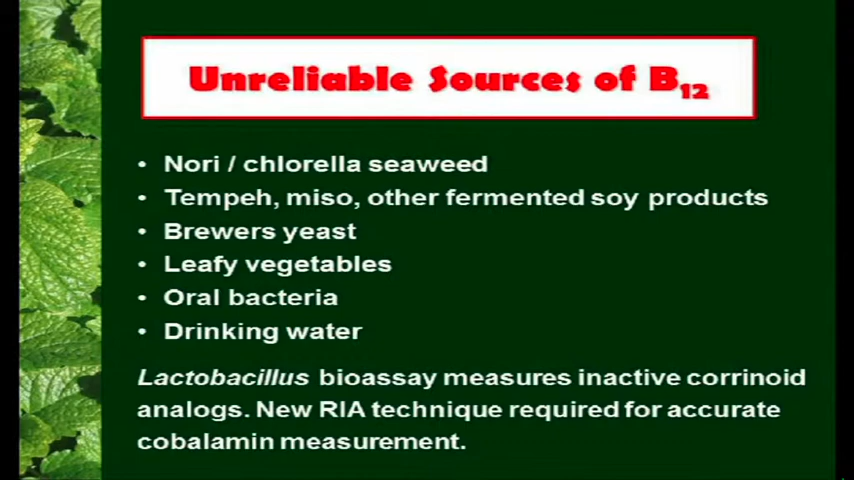 Unreliable Sources of B12
• Nori / chlorella seaweed
• Tempeh, miso, other fermented soy products
• Brewers yeast
• Leafy vegetables
• Oral bacteria
• Drinking water
Lactobacillus bioassay measures inactive corrinoid
analogs. New RIA technique required for accurate
cobalamin measurement.